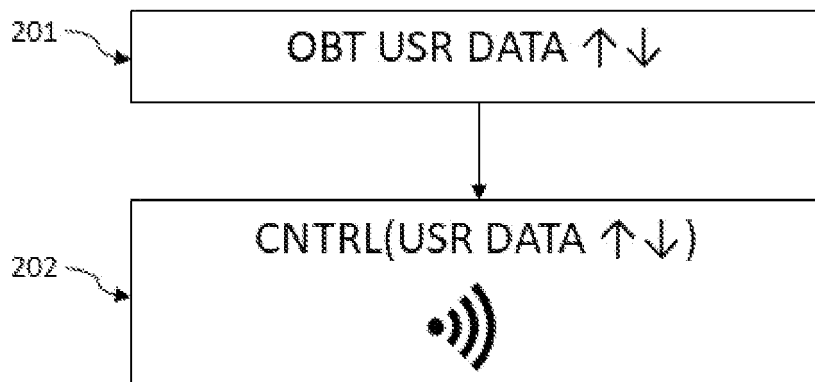 201
OBT USR DATA ↑↓
CNTRL(USR DATA ↑↓)
202